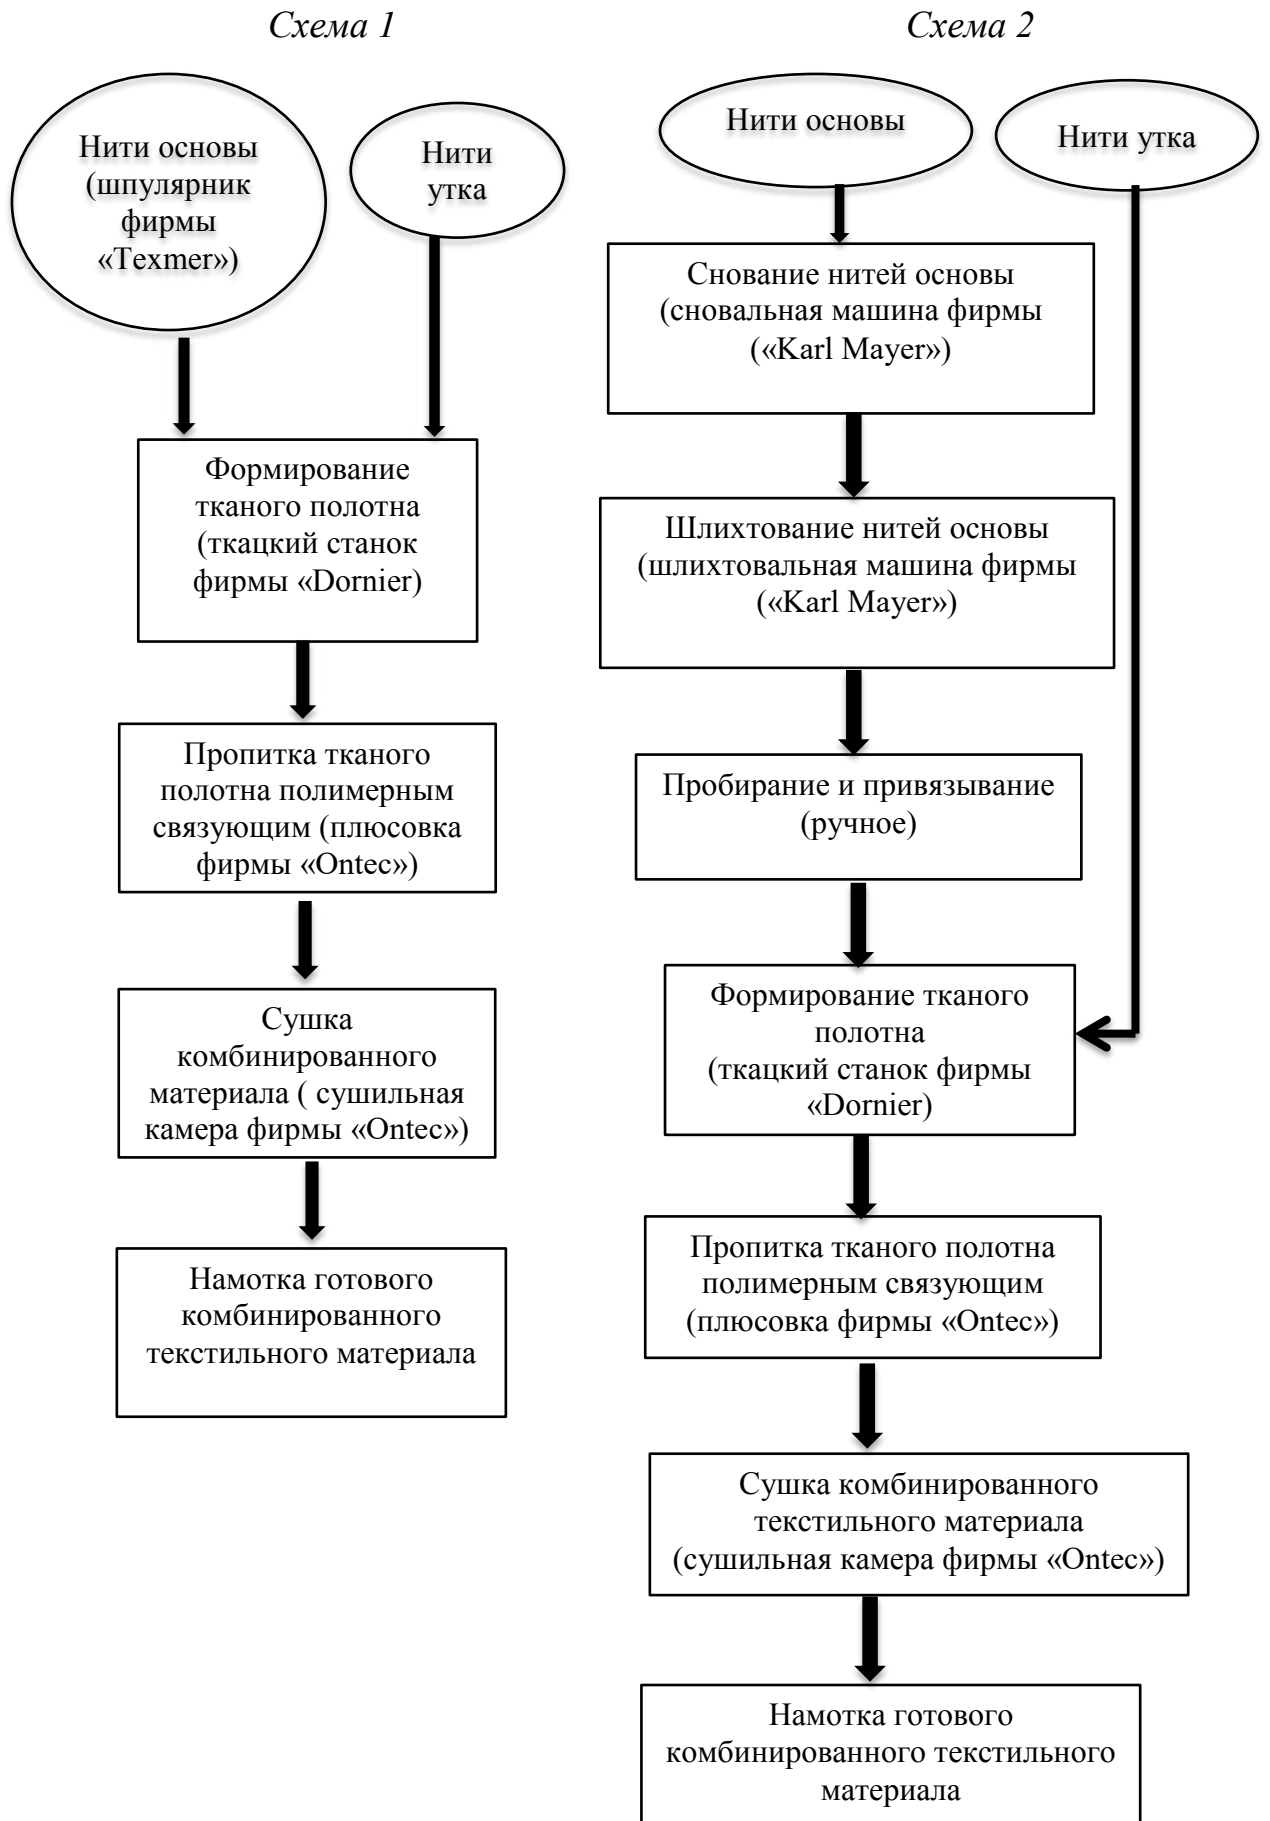 Схема 1
Нити основы
(шпулярник
фирмы
«Texmer»)
Нити
утка
Формирование
тканого полотна
(ткацкий станок
фирмы «Dornier)
Пропитка тканого
полотна полимерным
связующим (плюсовка
фирмы «Ontec»)
Сушка
комбинированного
материала ( сушильная
камера фирмы «Ontec»)
Намотка готового
комбинированного
текстильного материала
Схема 2
Нити основы
Нити утка
Снование нитей основы
(сновальная машина фирмы
(«Karl Mayer»)
Шлихтование нитей основы
(шлихтовальная машина фирмы
(«Karl Mayer»)
Пробирание и привязывание
(ручное)
Формирование тканого
полотна
(ткацкий станок фирмы
«Dornier)
Пропитка тканого полотна
полимерным связующим
(плюсовка фирмы «Ontec»)
Сушка комбинированного
текстильного материала
(сушильная камера фирмы «Ontec»)
Намотка готового
комбинированного текстильного
материала